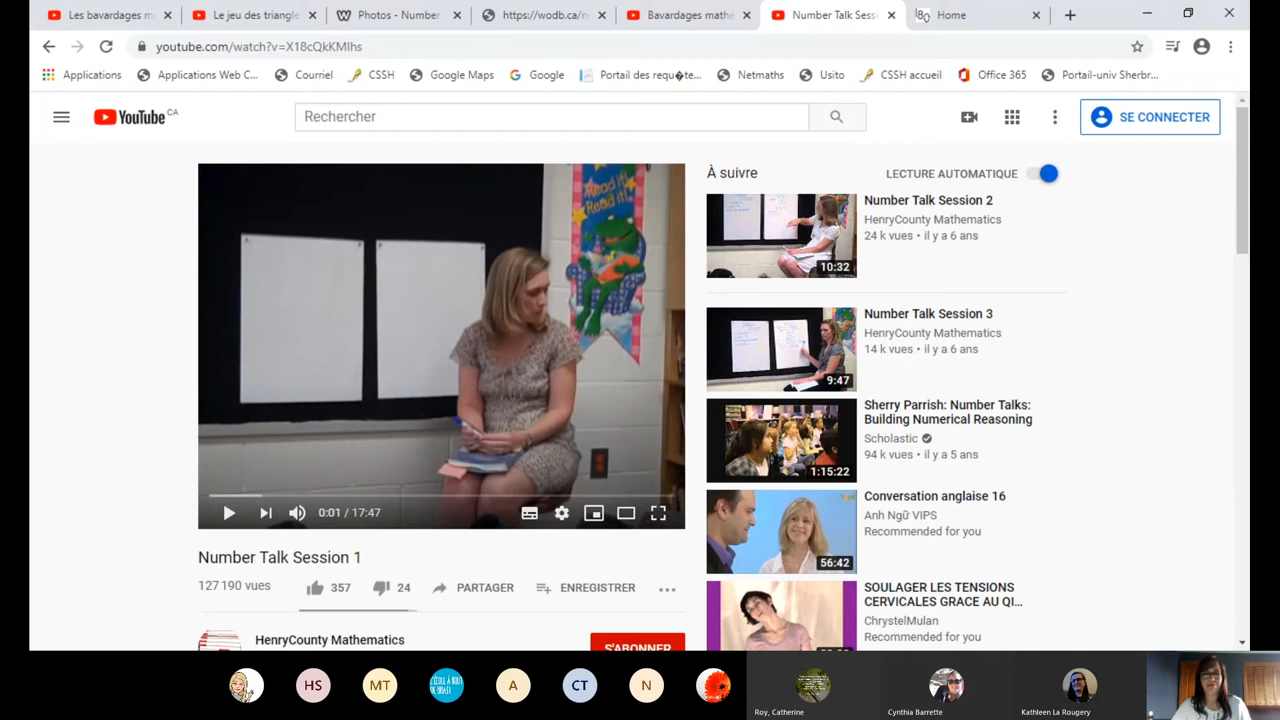 Les bavardages m
Le jeu des triangle
Photos - Number
https://wodb.ca/n
Bavardages mathé
Number Talk Sess
Home
youtube.com/watch?v=X18cQkKMIhs
Applications
Applications Web C...
Courriel
CSSH
Google Maps
Google
Portail des requ�te...
Netmaths
Usito
CSSH accueil
Office 365
Portail-univ Sherbr...
YouTube CA
Rechercher
SE CONNECTER
Read it!
Read it!
0:01 / 17:47
Number Talk Session 1
127 190 vues
357
24
PARTAGER
ENREGISTRER
HenryCounty Mathematics
S'ABONNER
À suivre
LECTURE AUTOMATIQUE
10:32
Number Talk Session 2
HenryCounty Mathematics
24 k vues • il y a 6 ans
9:47
Number Talk Session 3
HenryCounty Mathematics
14 k vues • il y a 6 ans
1:15:22
Sherry Parrish: Number Talks:
Building Numerical Reasoning
Scholastic
94 k vues • il y a 5 ans
56:42
Conversation anglaise 16
Anh Ngữ VIPS
Recommended for you
SOULAGER LES TENSIONS
CERVICALES GRACE AU QI...
ChrystelMulan
Recommended for you
HS
MT
L'ÉCOLE À BOUT
DE BRAS!
A
CT
N
Roy, Catherine
Cynthia Barrette
Kathleen La Rougery